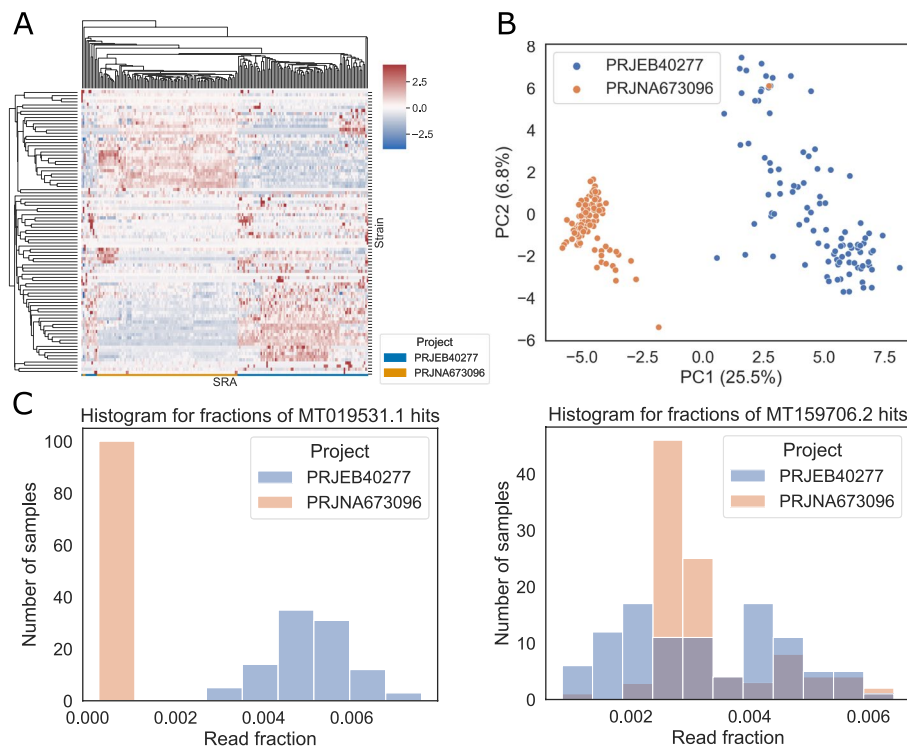 A
2.5
0.0
−2.5
Strain
Project
PRJEB40277
PRJNA673096
SRA
B
8
6
4
2
0
−2
−4
−6
PC2 (6.8%)
PRJEB40277
PRJNA673096
−5.0
−2.5
0.0
2.5
5.0
7.5
PC1 (25.5%)
C
Histogram for fractions of MT019531.1 hits
100
80
60
40
20
0
Number of samples
Project
PRJEB40277
PRJNA673096
0.000
0.002
0.004
0.006
Read fraction
Histogram for fractions of MT159706.2 hits
40
30
20
10
0
Number of samples
Project
PRJEB40277
PRJNA673096
0.002
0.004
0.006
Read fraction